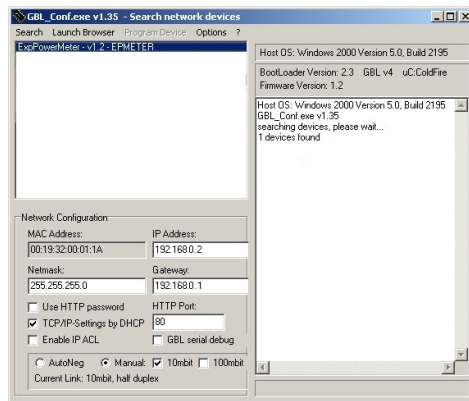 GBL_Conf.exe v1.35 - Search network devices
Search Launch Browser Program Device Options ?
ExpPowerMeter - v1.2 - EPMETER
Host OS: Windows 2000 Version 5.0, Build 2195
BootLoader Version: 2.3 GBL v4 uC:ColdFire
Firmware Version: 1.2
Host OS: Windows 2000 Version 5.0, Build 2195
GBL_Conf.exe v1.35
searching devices, please wait...
1 devices found
Network Configuration
MAC Address: IP Address:
00:19:32:00:01:1A 192.168.0.2
Netmask: Gateway:
255.255.255.0 192.168.0.1
Use HTTP password HTTP Port:
TCP/IP-Settings by DHCP 80
Enable IP ACL GBL serial debug
AutoNeg Manual: 10mbit 100mbit
Current Link: 10mbit, half duplex